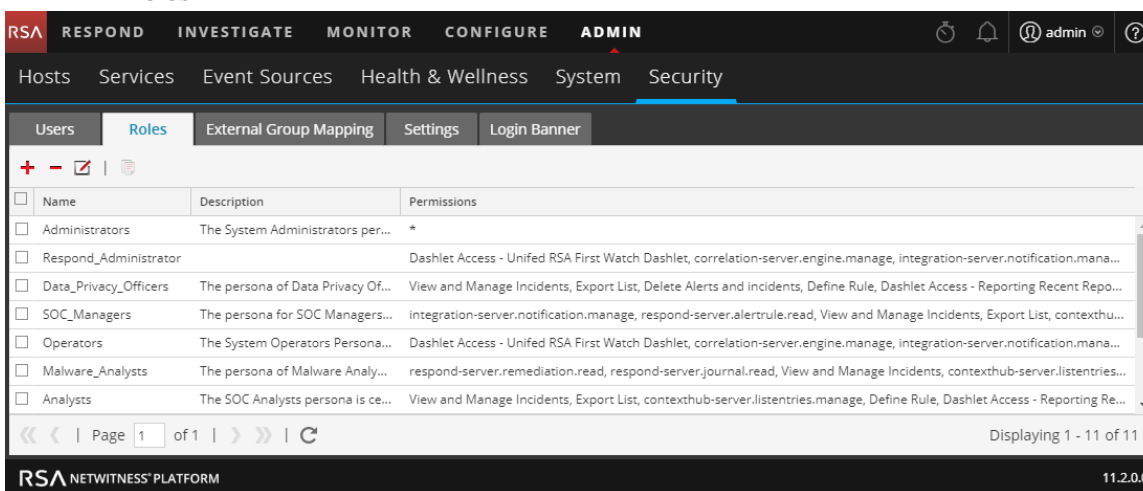 RSA RESPOND INVESTIGATE MONITOR CONFIGURE ADMIN admin ?
Hosts Services Event Sources Health & Wellness System Security
Users Roles External Group Mapping Settings Login Banner
Name Description Permissions
Administrators The System Administrators per... *
Respond_Administrator Dashlet Access - Unifed RSA First Watch Dashlet, correlation-server.engine.manage, integration-server.notification.mana...
Data_Privacy_Officers The persona of Data Privacy Of... View and Manage Incidents, Export List, Delete Alerts and incidents, Define Rule, Dashlet Access - Reporting Recent Repo...
SOC_Managers The persona for SOC Managers... integration-server.notification.manage, respond-server.alertrule.read, View and Manage Incidents, Export List, contexthu...
Operators The System Operators Persona... Dashlet Access - Unifed RSA First Watch Dashlet, correlation-server.engine.manage, integration-server.notification.mana...
Malware_Analysts The persona of Malware Analy... respond-server.remediation.read, respond-server.journal.read, View and Manage Incidents, contexthub-server.listentries...
Analysts The SOC Analysts persona is ce... View and Manage Incidents, Export List, contexthub-server.listentries.manage, Define Rule, Dashlet Access - Reporting Re...
Page 1 of 1 Displaying 1 - 11 of 11
RSA NETWITNESS® PLATFORM 11.2.0.